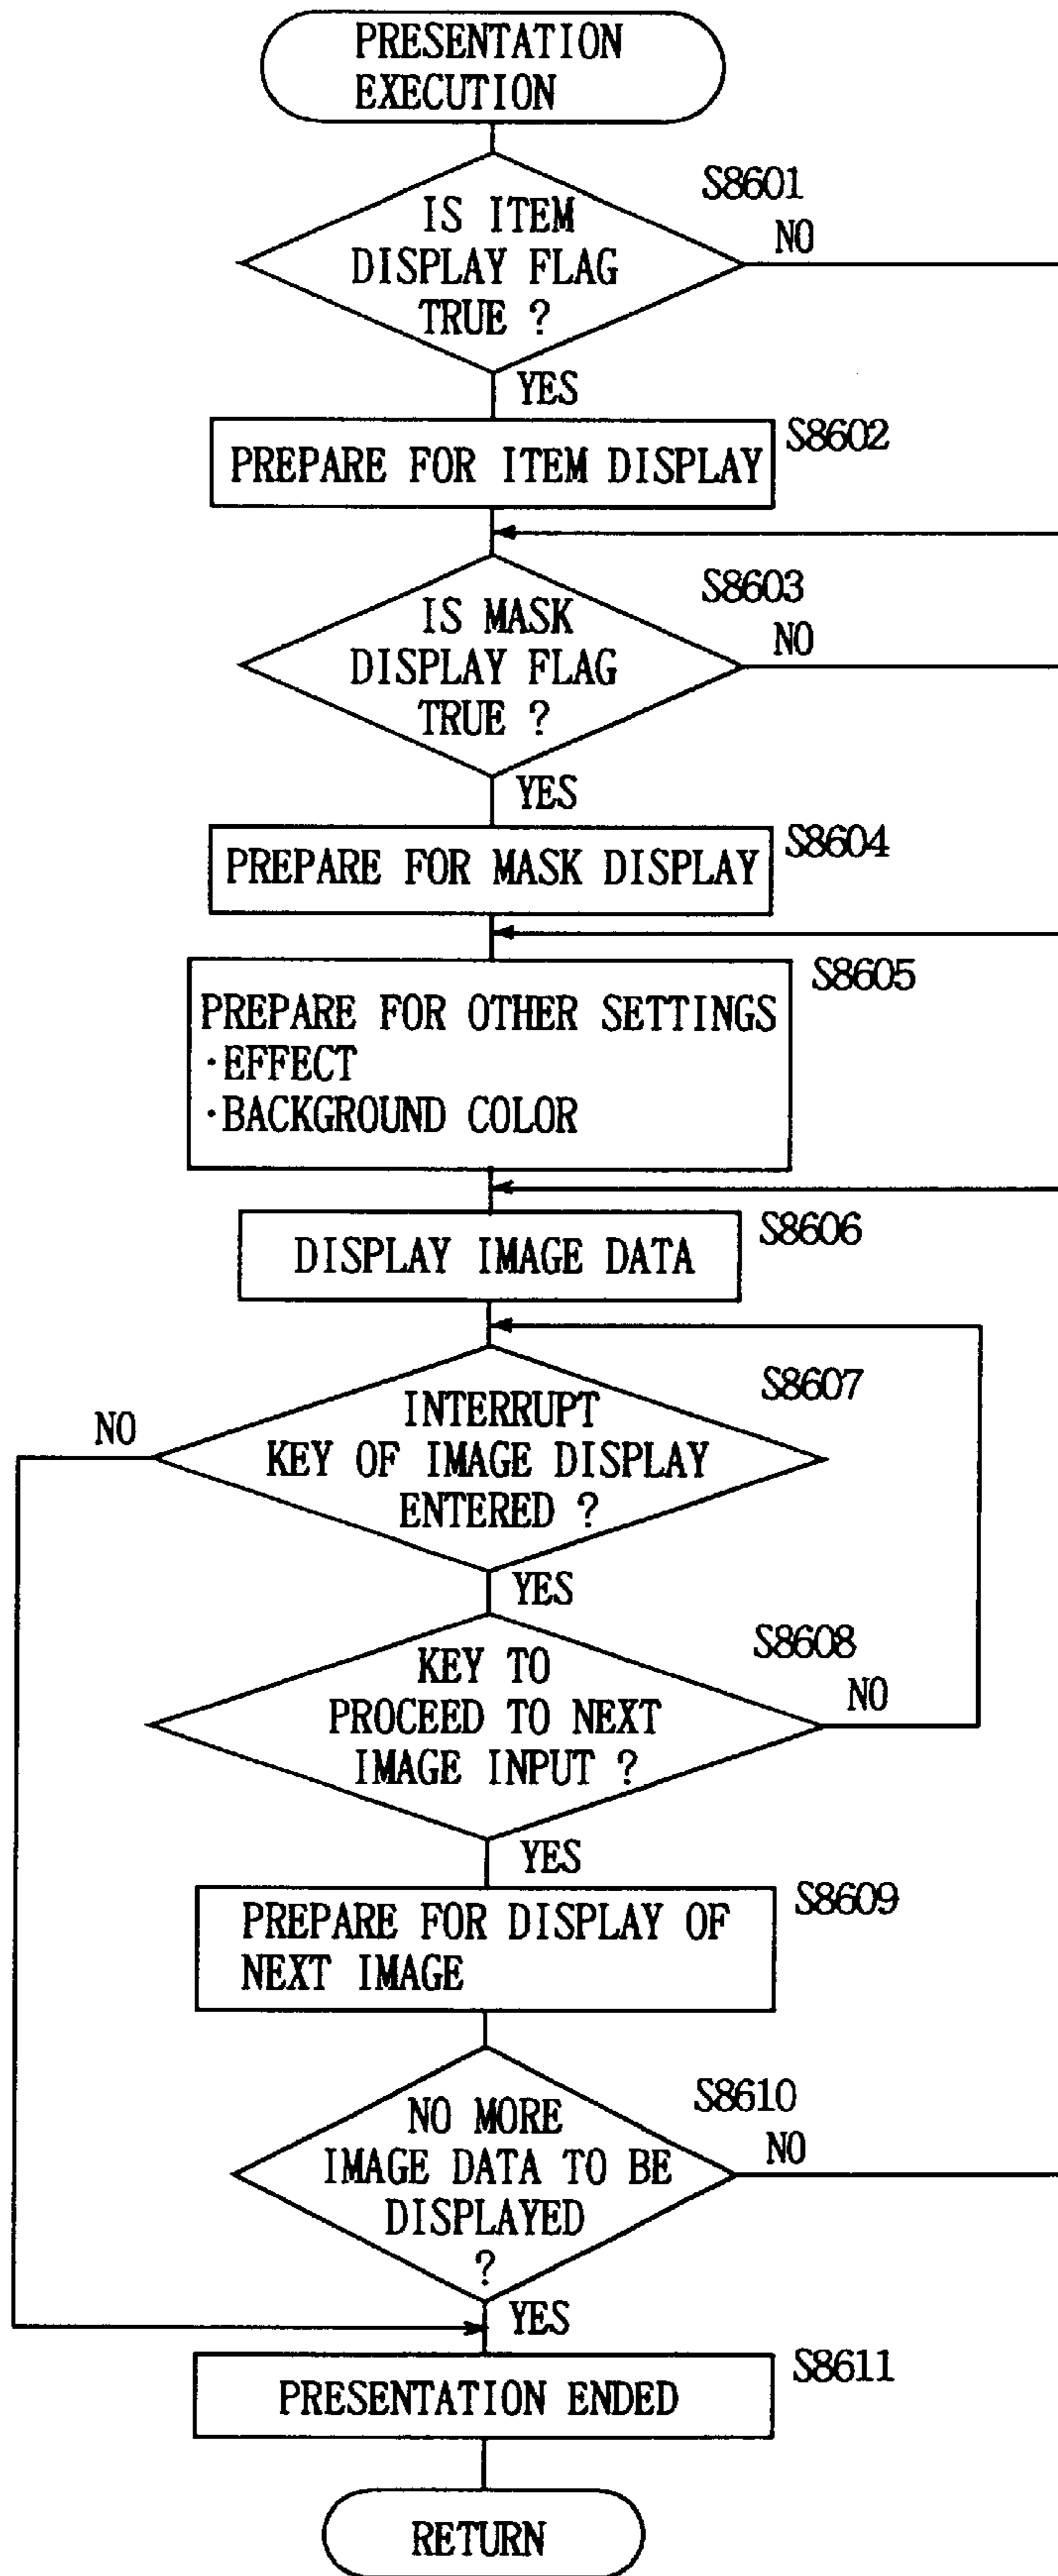 PRESENTATION
EXECUTION
S8601
IS ITEM
DISPLAY FLAG
TRUE ?
NO
YES
S8602
PREPARE FOR ITEM DISPLAY
S8603
IS MASK
DISPLAY FLAG
TRUE ?
NO
YES
S8604
PREPARE FOR MASK DISPLAY
S8605
PREPARE FOR OTHER SETTINGS
·EFFECT
·BACKGROUND COLOR
S8606
DISPLAY IMAGE DATA
S8607
NO
INTERRUPT
KEY OF IMAGE DISPLAY
ENTERED ?
YES
S8608
KEY TO
PROCEED TO NEXT
IMAGE INPUT ?
NO
YES
S8609
PREPARE FOR DISPLAY OF
NEXT IMAGE
S8610
NO MORE
IMAGE DATA TO BE
DISPLAYED
?
NO
YES
S8611
PRESENTATION ENDED
RETURN